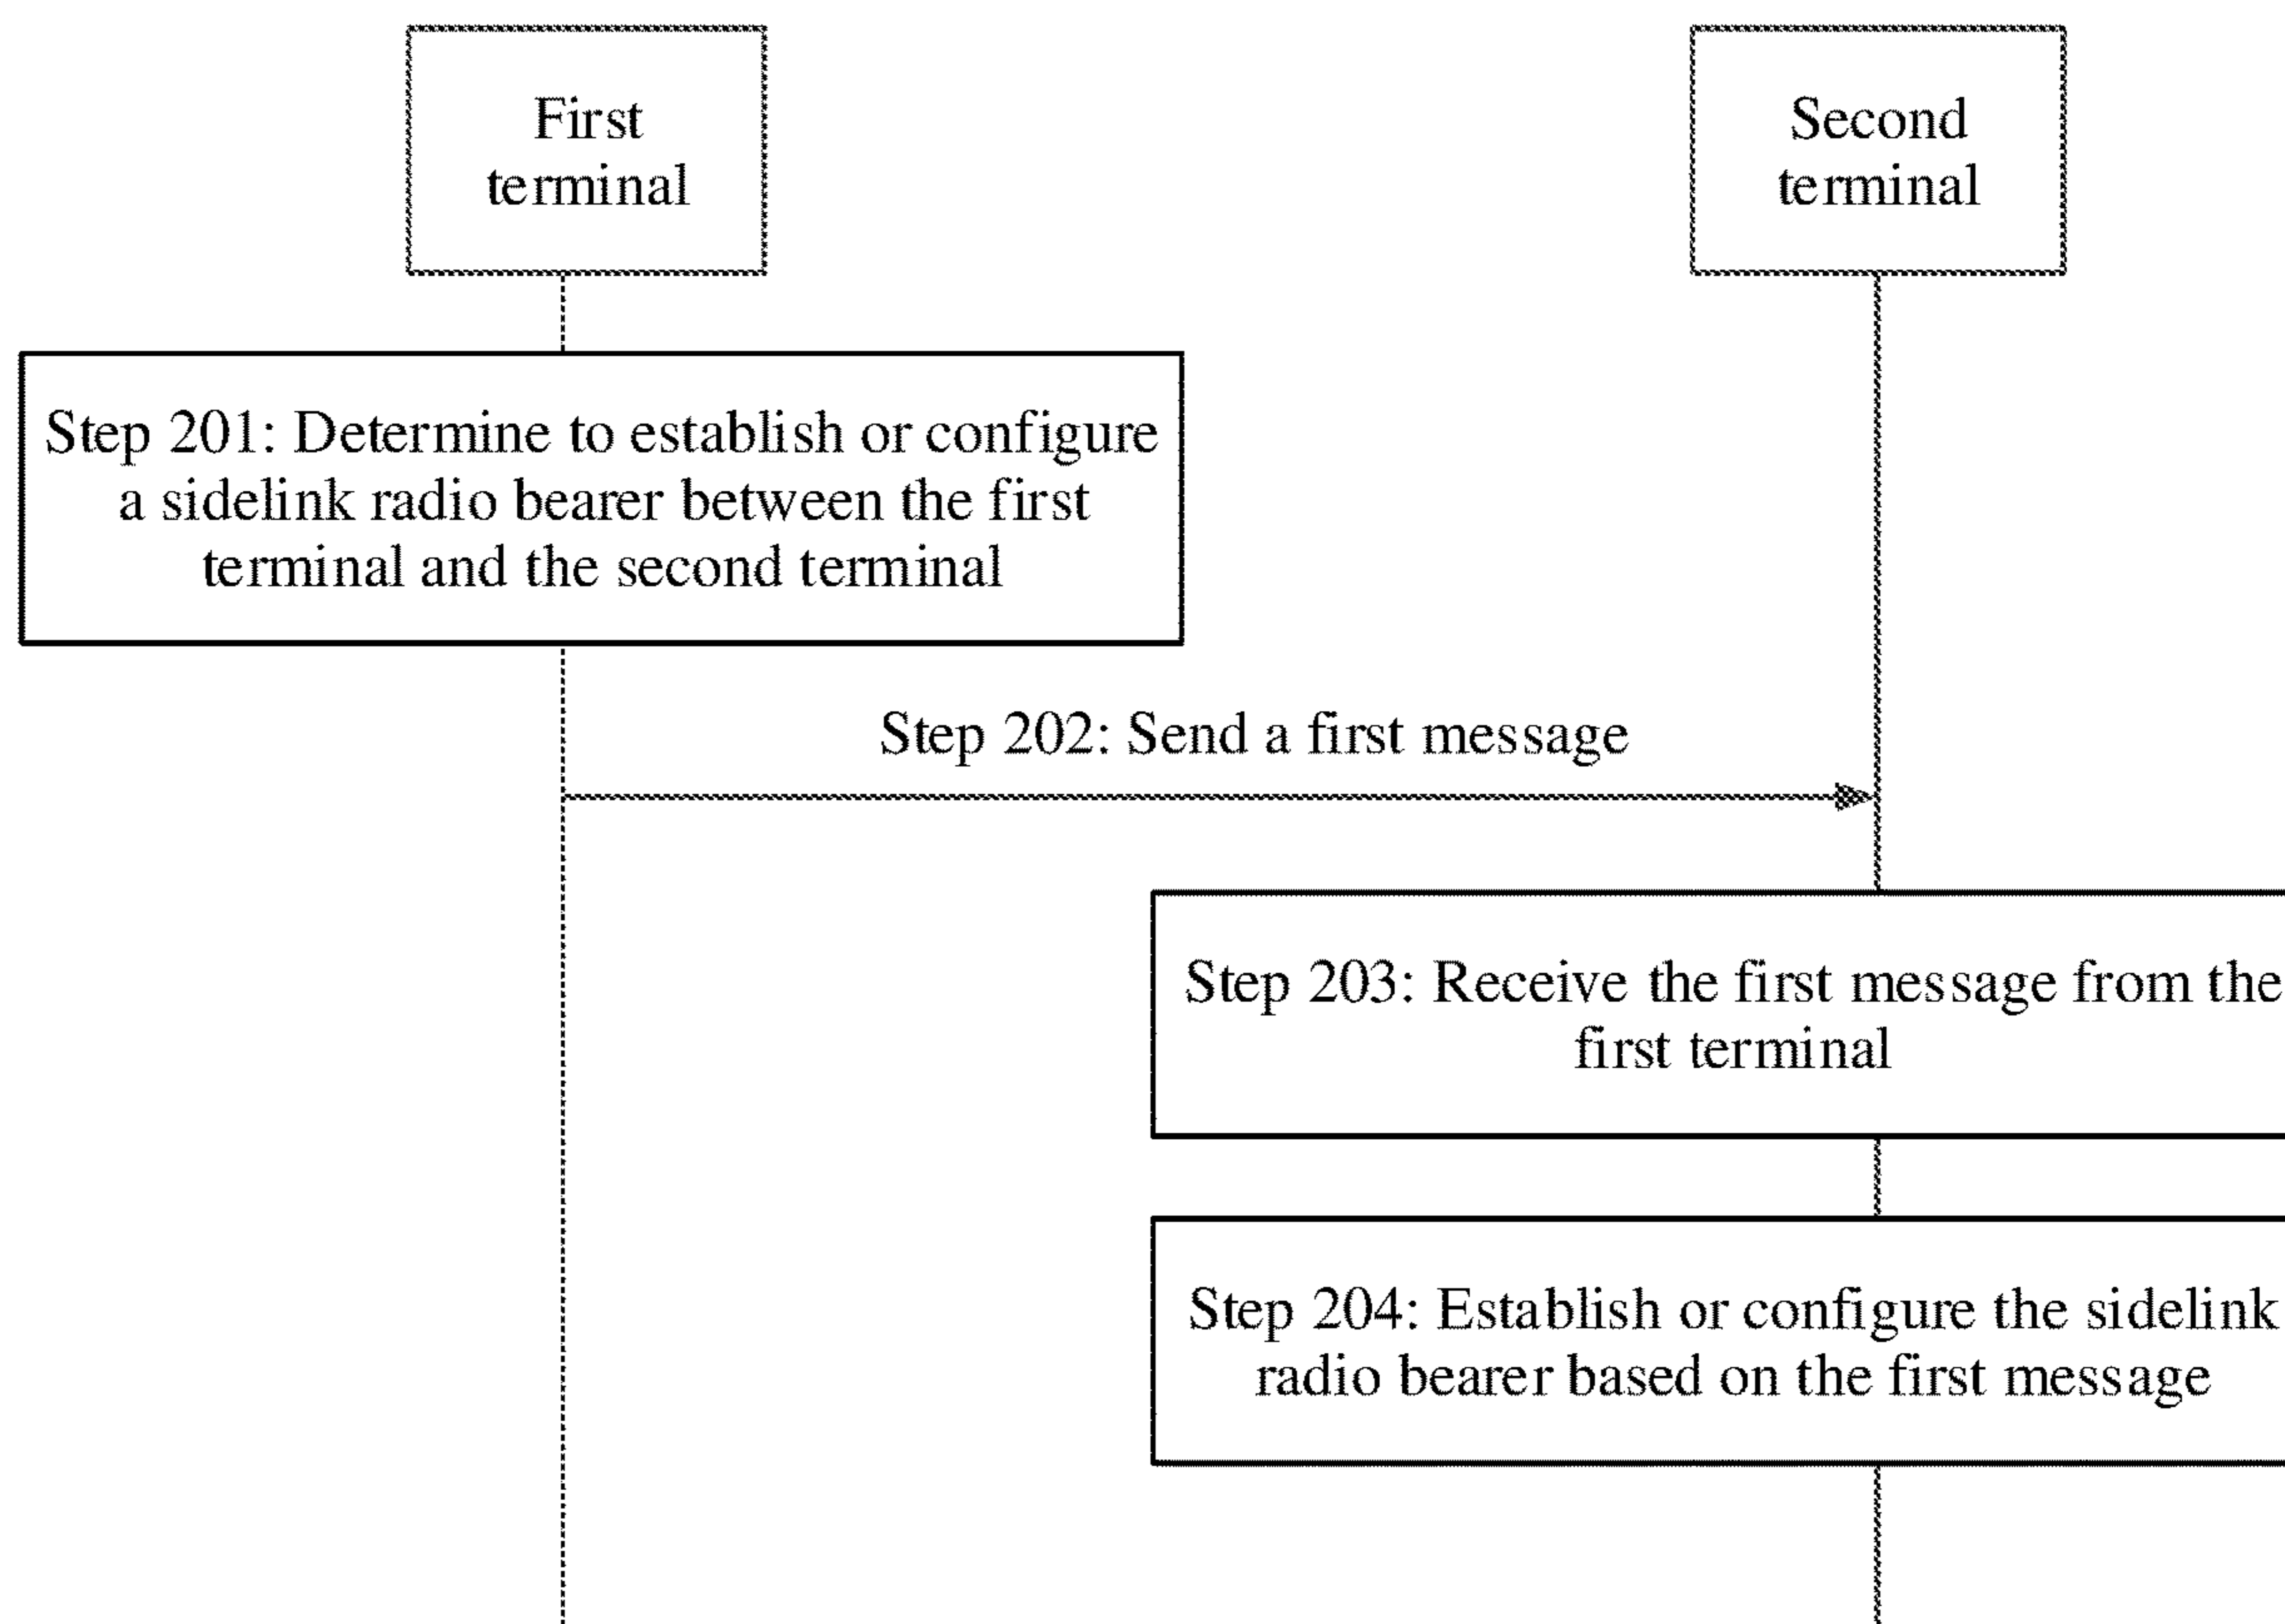 First
terminal
Second
terminal
Step 201: Determine to establish or configure
a sidelink radio bearer between the first
terminal and the second terminal
Step 202: Send a first message
Step 203: Receive the first message from the
first terminal
Step 204: Establish or configure the sidelink
radio bearer based on the first message